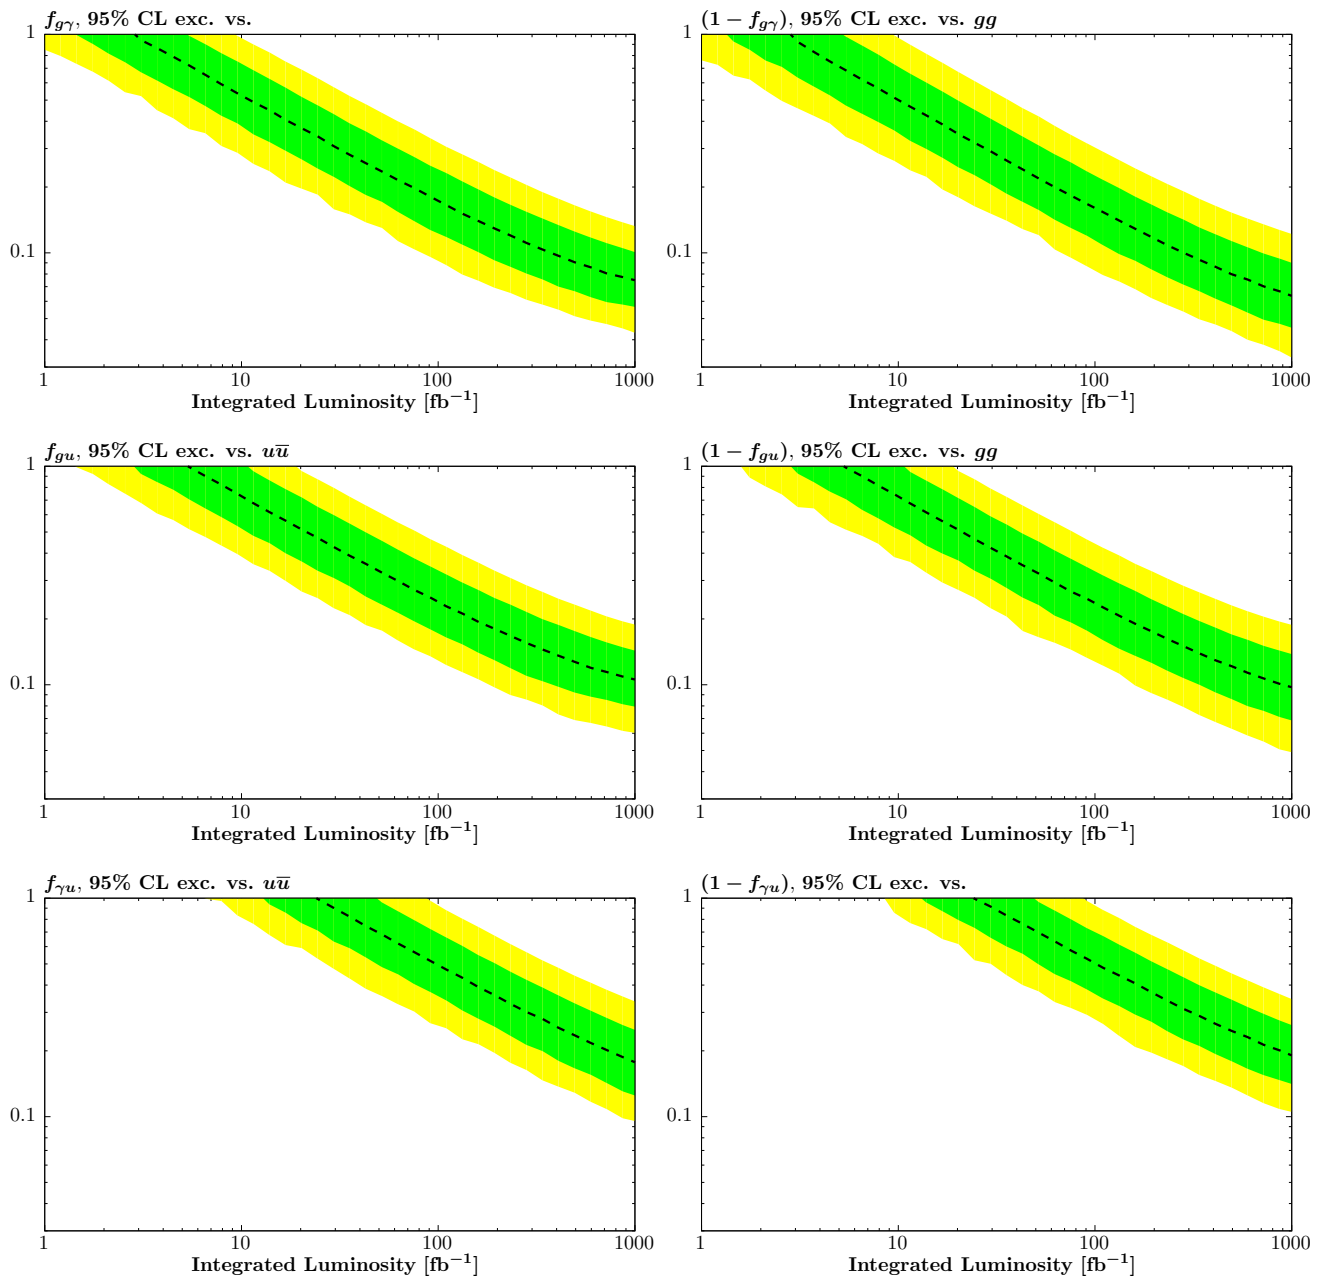 f_{gγ}, 95% CL exc. vs.
1
0.1
1 10 100 1000
Integrated Luminosity [fb⁻¹]
(1 − f_{gγ}), 95% CL exc. vs. gg
1
0.1
1 10 100 1000
Integrated Luminosity [fb⁻¹]
f_{gu}, 95% CL exc. vs. uū
1
0.1
1 10 100 1000
Integrated Luminosity [fb⁻¹]
(1 − f_{gu}), 95% CL exc. vs. gg
1
0.1
1 10 100 1000
Integrated Luminosity [fb⁻¹]
f_{γu}, 95% CL exc. vs. uū
1
0.1
1 10 100 1000
Integrated Luminosity [fb⁻¹]
(1 − f_{γu}), 95% CL exc. vs.
1
0.1
1 10 100 1000
Integrated Luminosity [fb⁻¹]